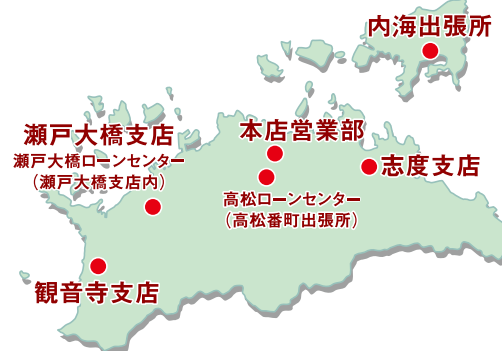 内海出張所
瀬戸大橋支店
瀬戸大橋ローンセンター
（瀬戸大橋支店内）
本店営業部
志度支店
高松ローンセンター
（高松番町出張所）
観音寺支店